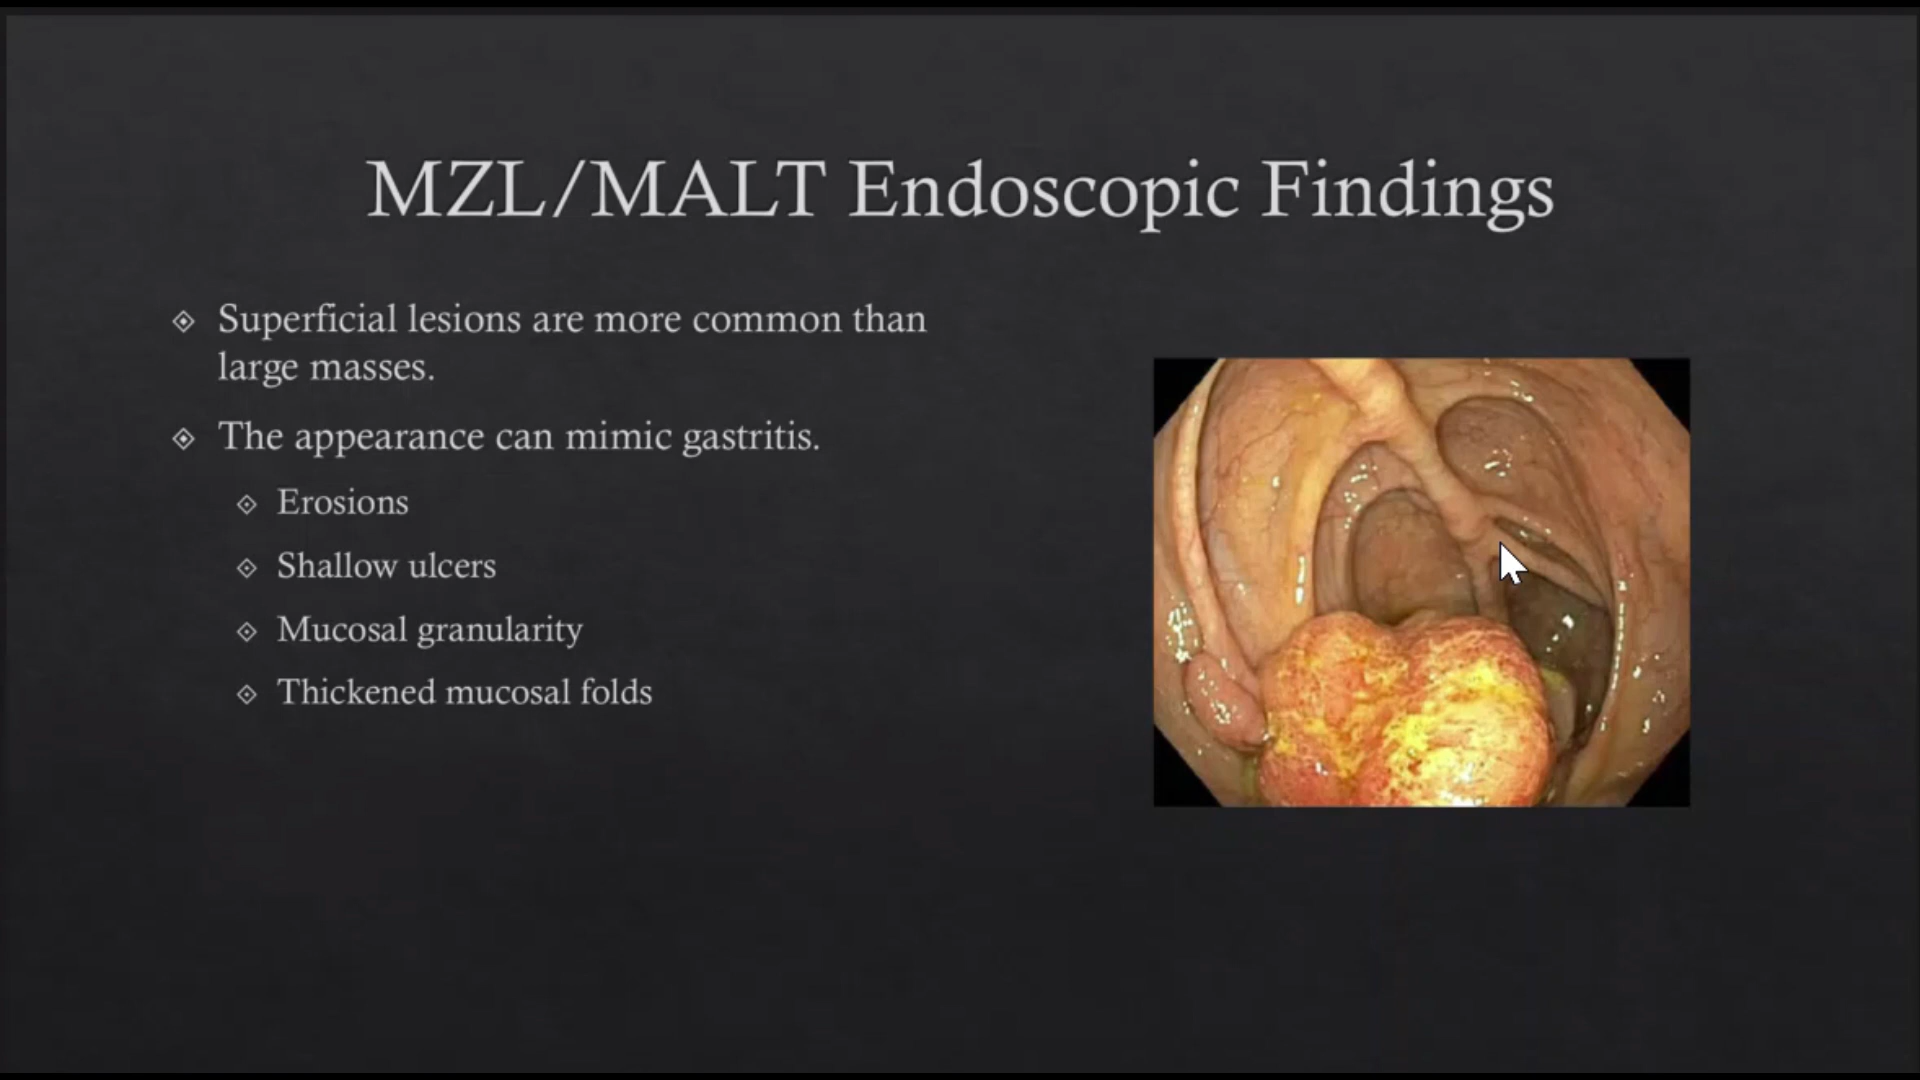 MZL/MALT Endoscopic Findings
Superficial lesions are more common than
large masses.
The appearance can mimic gastritis.
Erosions
Shallow ulcers
Mucosal granularity
Thickened mucosal folds